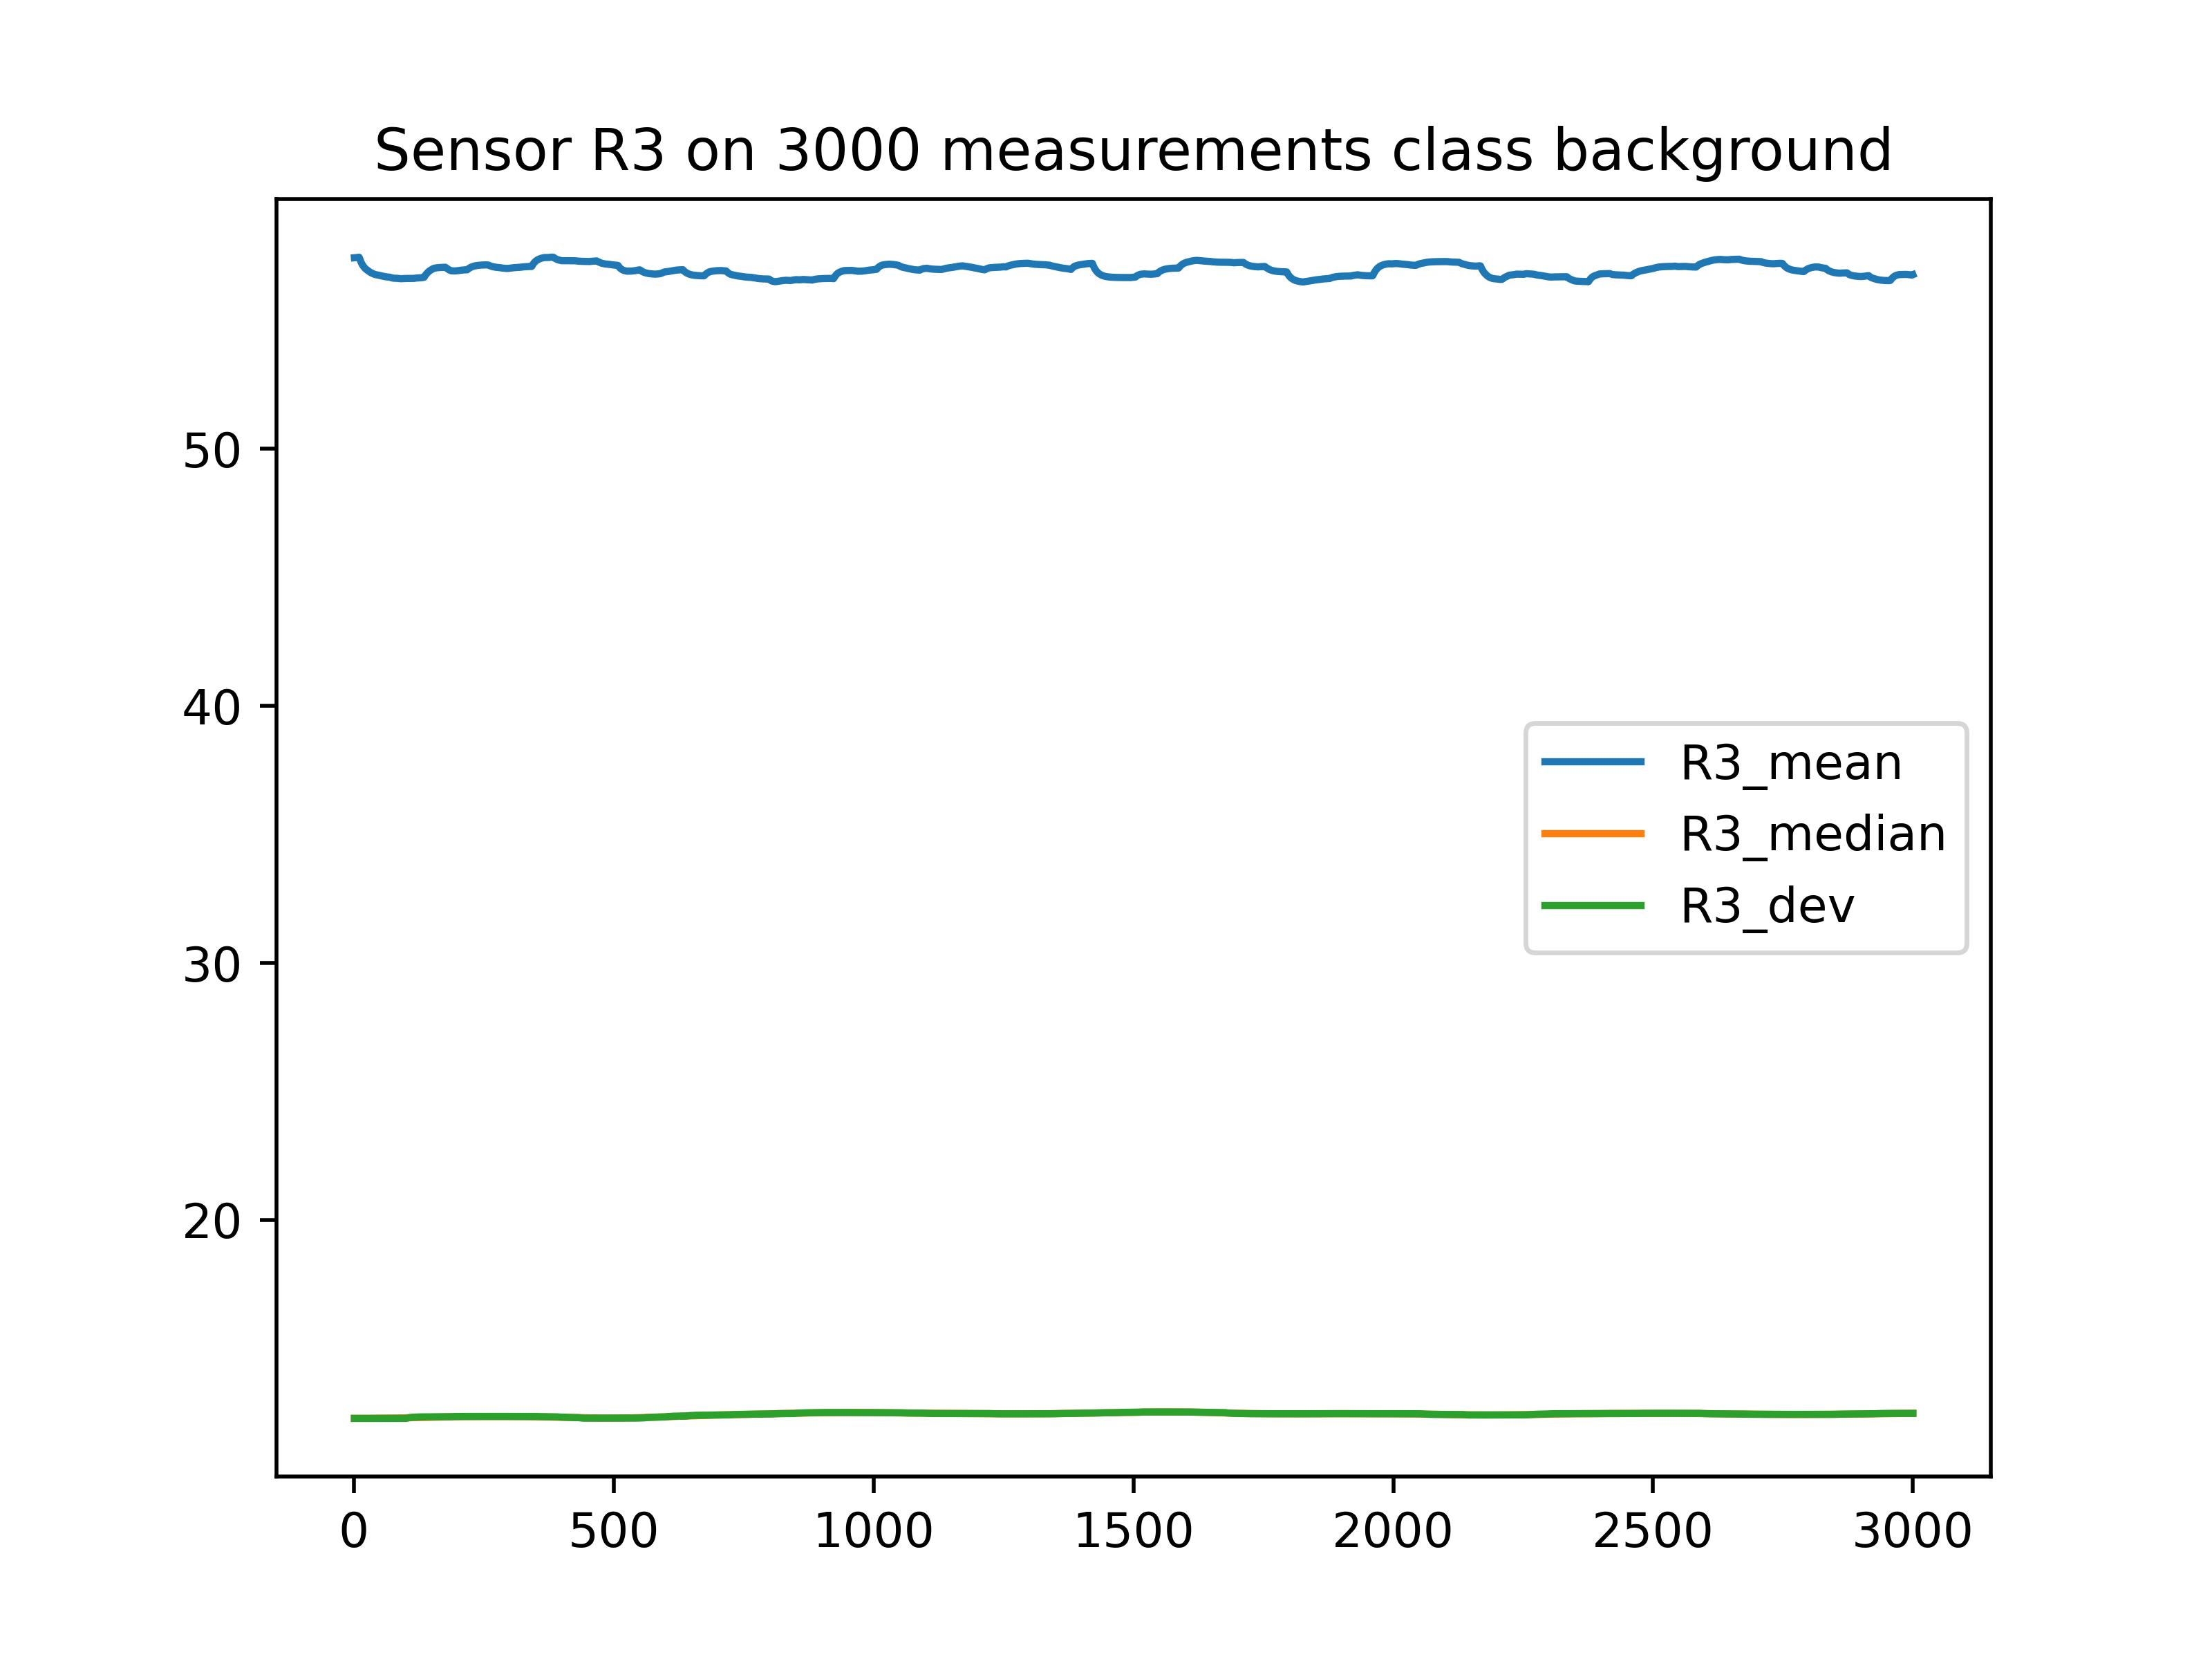 Sensor R3 on 3000 measurements class background
50
40
30
20
R3_mean
R3_median
R3_dev
0 500 1000 1500 2000 2500 3000